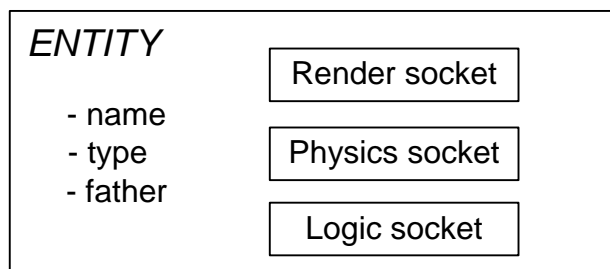 ENTITY
- name
- type
- father
Render socket
Physics socket
Logic socket